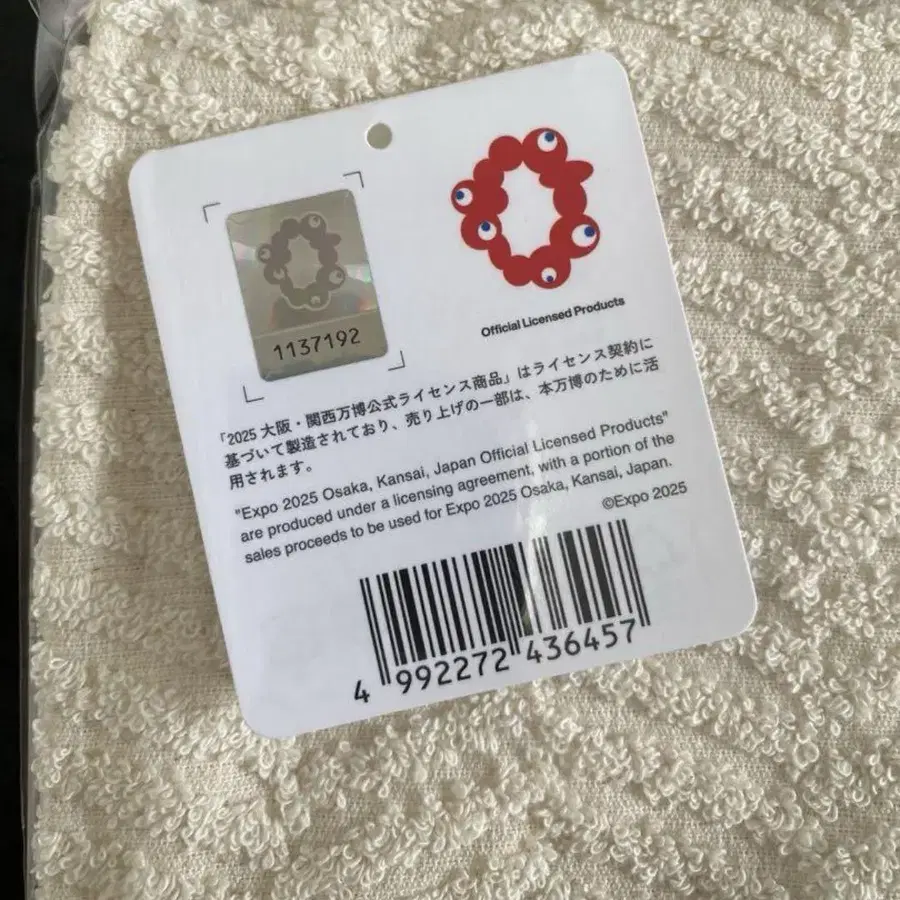 1137192
Official Licensed Products
「2025 大阪・関西万博公式ライセンス商品」はライセンス契約に
基づいて製造されており、売り上げの一部は、本万博のために活
用されます。
"Expo 2025 Osaka, Kansai, Japan Official Licensed Products"
are produced under a licensing agreement, with a portion of the
sales proceeds to be used for Expo 2025 Osaka, Kansai, Japan.
©Expo 2025
4 992272 436457